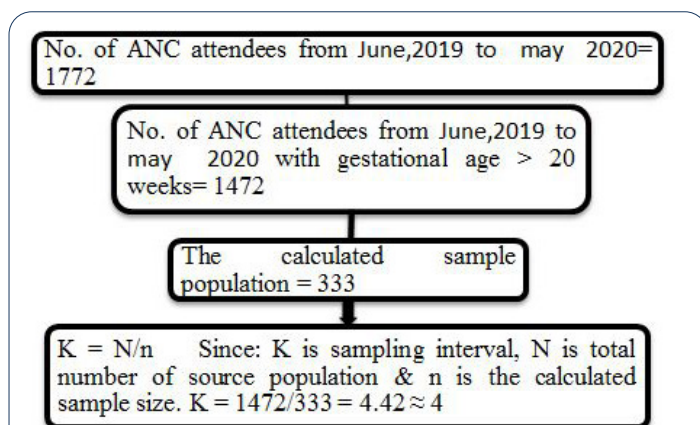 No. of ANC attendees from June,2019 to may 2020=
1772
No. of ANC attendees from June,2019 to
may 2020 with gestational age > 20
weeks= 1472
The calculated sample
population = 333
K = N/n Since: K is sampling interval, N is total
number of source population & n is the calculated
sample size. K = 1472/333 = 4.42 ≈ 4